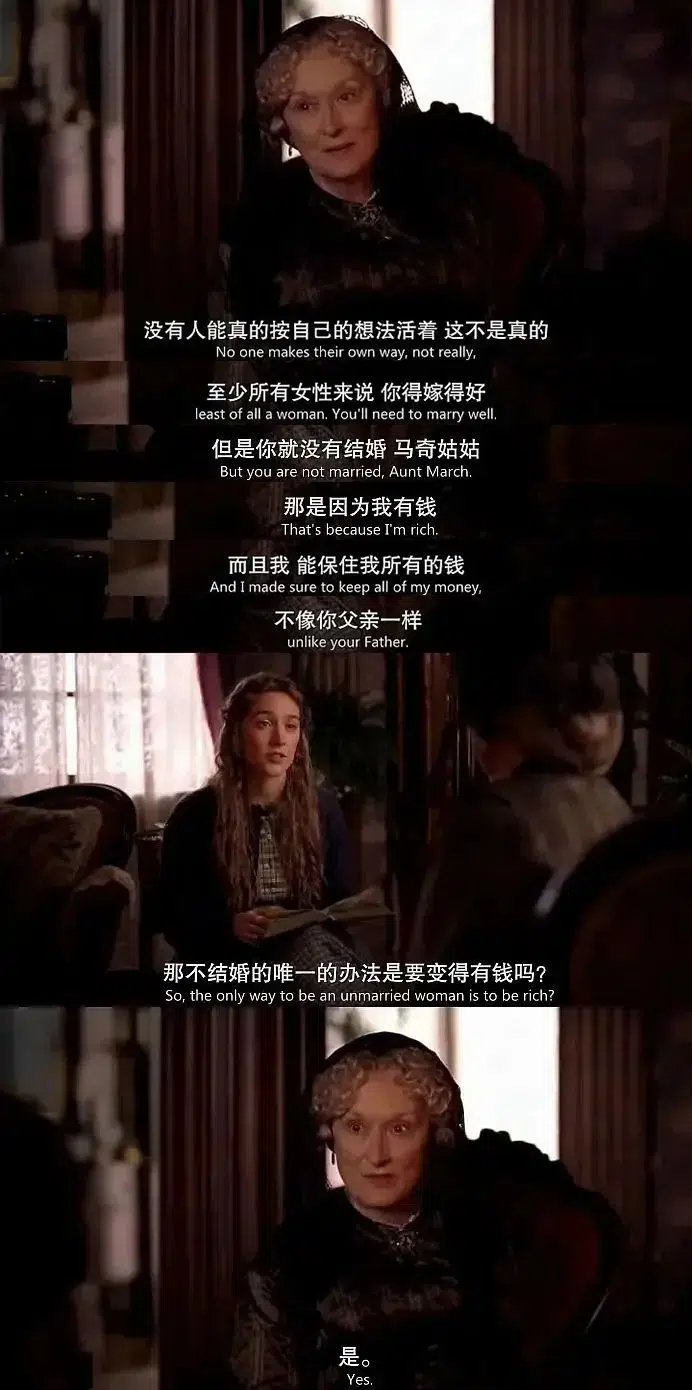 没有人能真的按自己的想法活着 这不是真的
No one makes their own way, not really,
至少所有女性来说 你得嫁得好
least of all a woman. You'll need to marry well.
但是你就没有结婚 马奇姑姑
But you are not married, Aunt March.
那是因为我有钱
That's because I'm rich.
而且我 能保住我所有的钱
And I made sure to keep all of my money,
不像你父亲一样
unlike your Father.
那不结婚的唯一的办法是要变得有钱吗?
So, the only way to be an unmarried woman is to be rich?
是。
Yes.